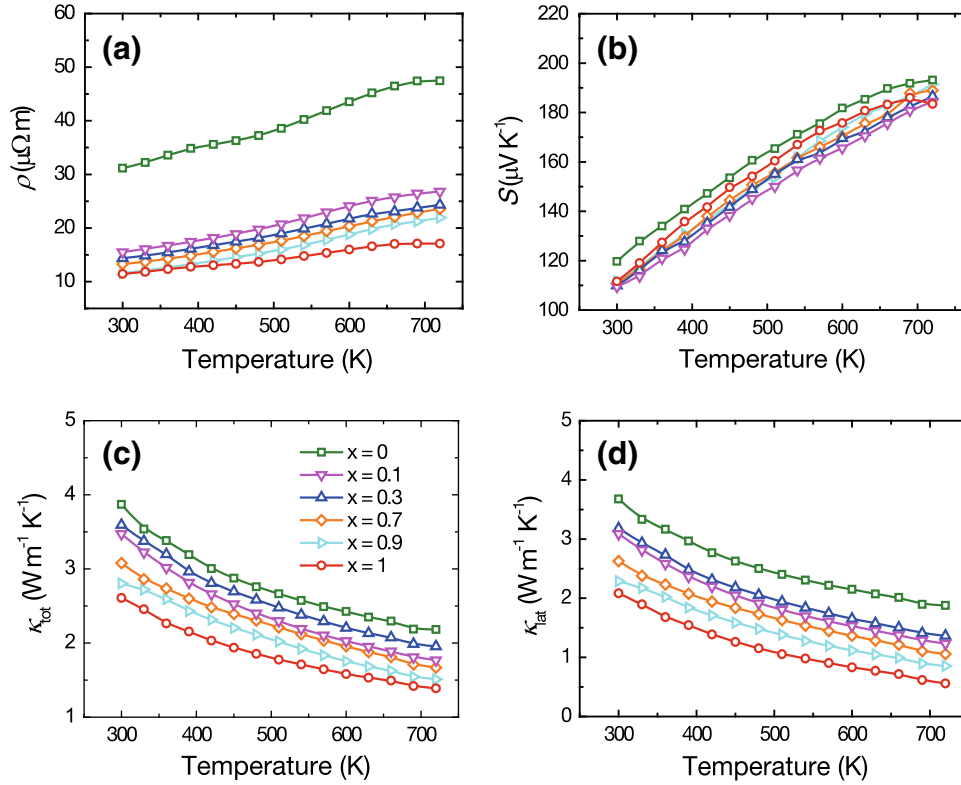 (a)
60
50
40
30
20
10
ρ (μΩ m)
300 400 500 600 700
Temperature (K)
(b)
220
200
180
160
140
120
100
S (μV K⁻¹)
300 400 500 600 700
Temperature (K)
(c)
5
4
3
2
1
κtot (W m⁻¹ K⁻¹)
x = 0
x = 0.1
x = 0.3
x = 0.7
x = 0.9
x = 1
300 400 500 600 700
Temperature (K)
(d)
5
4
3
2
1
0
κlat (W m⁻¹ K⁻¹)
300 400 500 600 700
Temperature (K)